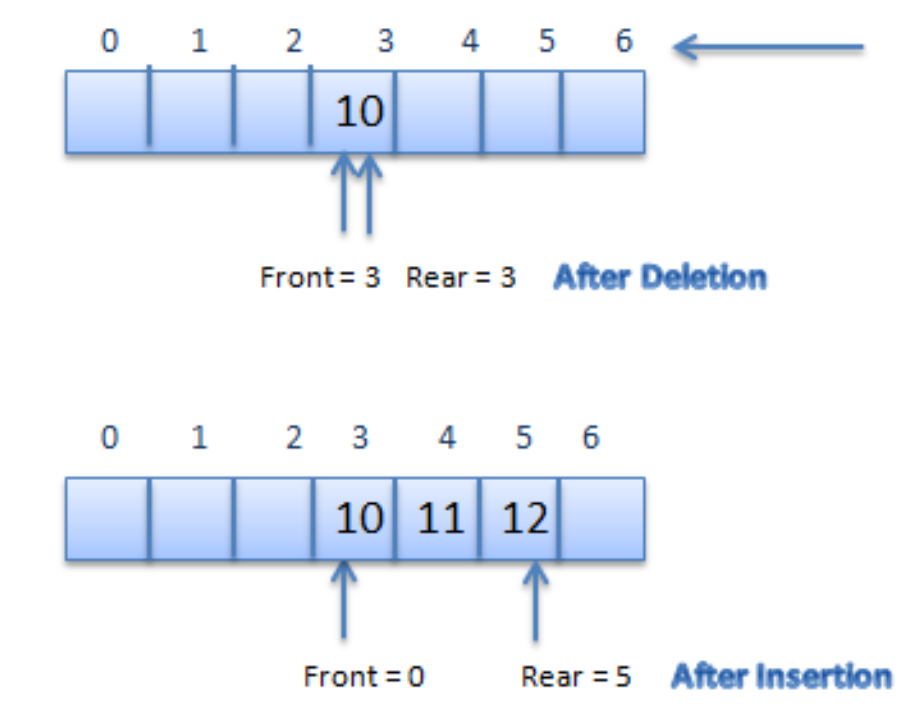 0 1 2 3 4 5 6
10
Front = 3 Rear = 3 After Deletion
0 1 2 3 4 5 6
10 11 12
Front = 0 Rear = 5 After Insertion